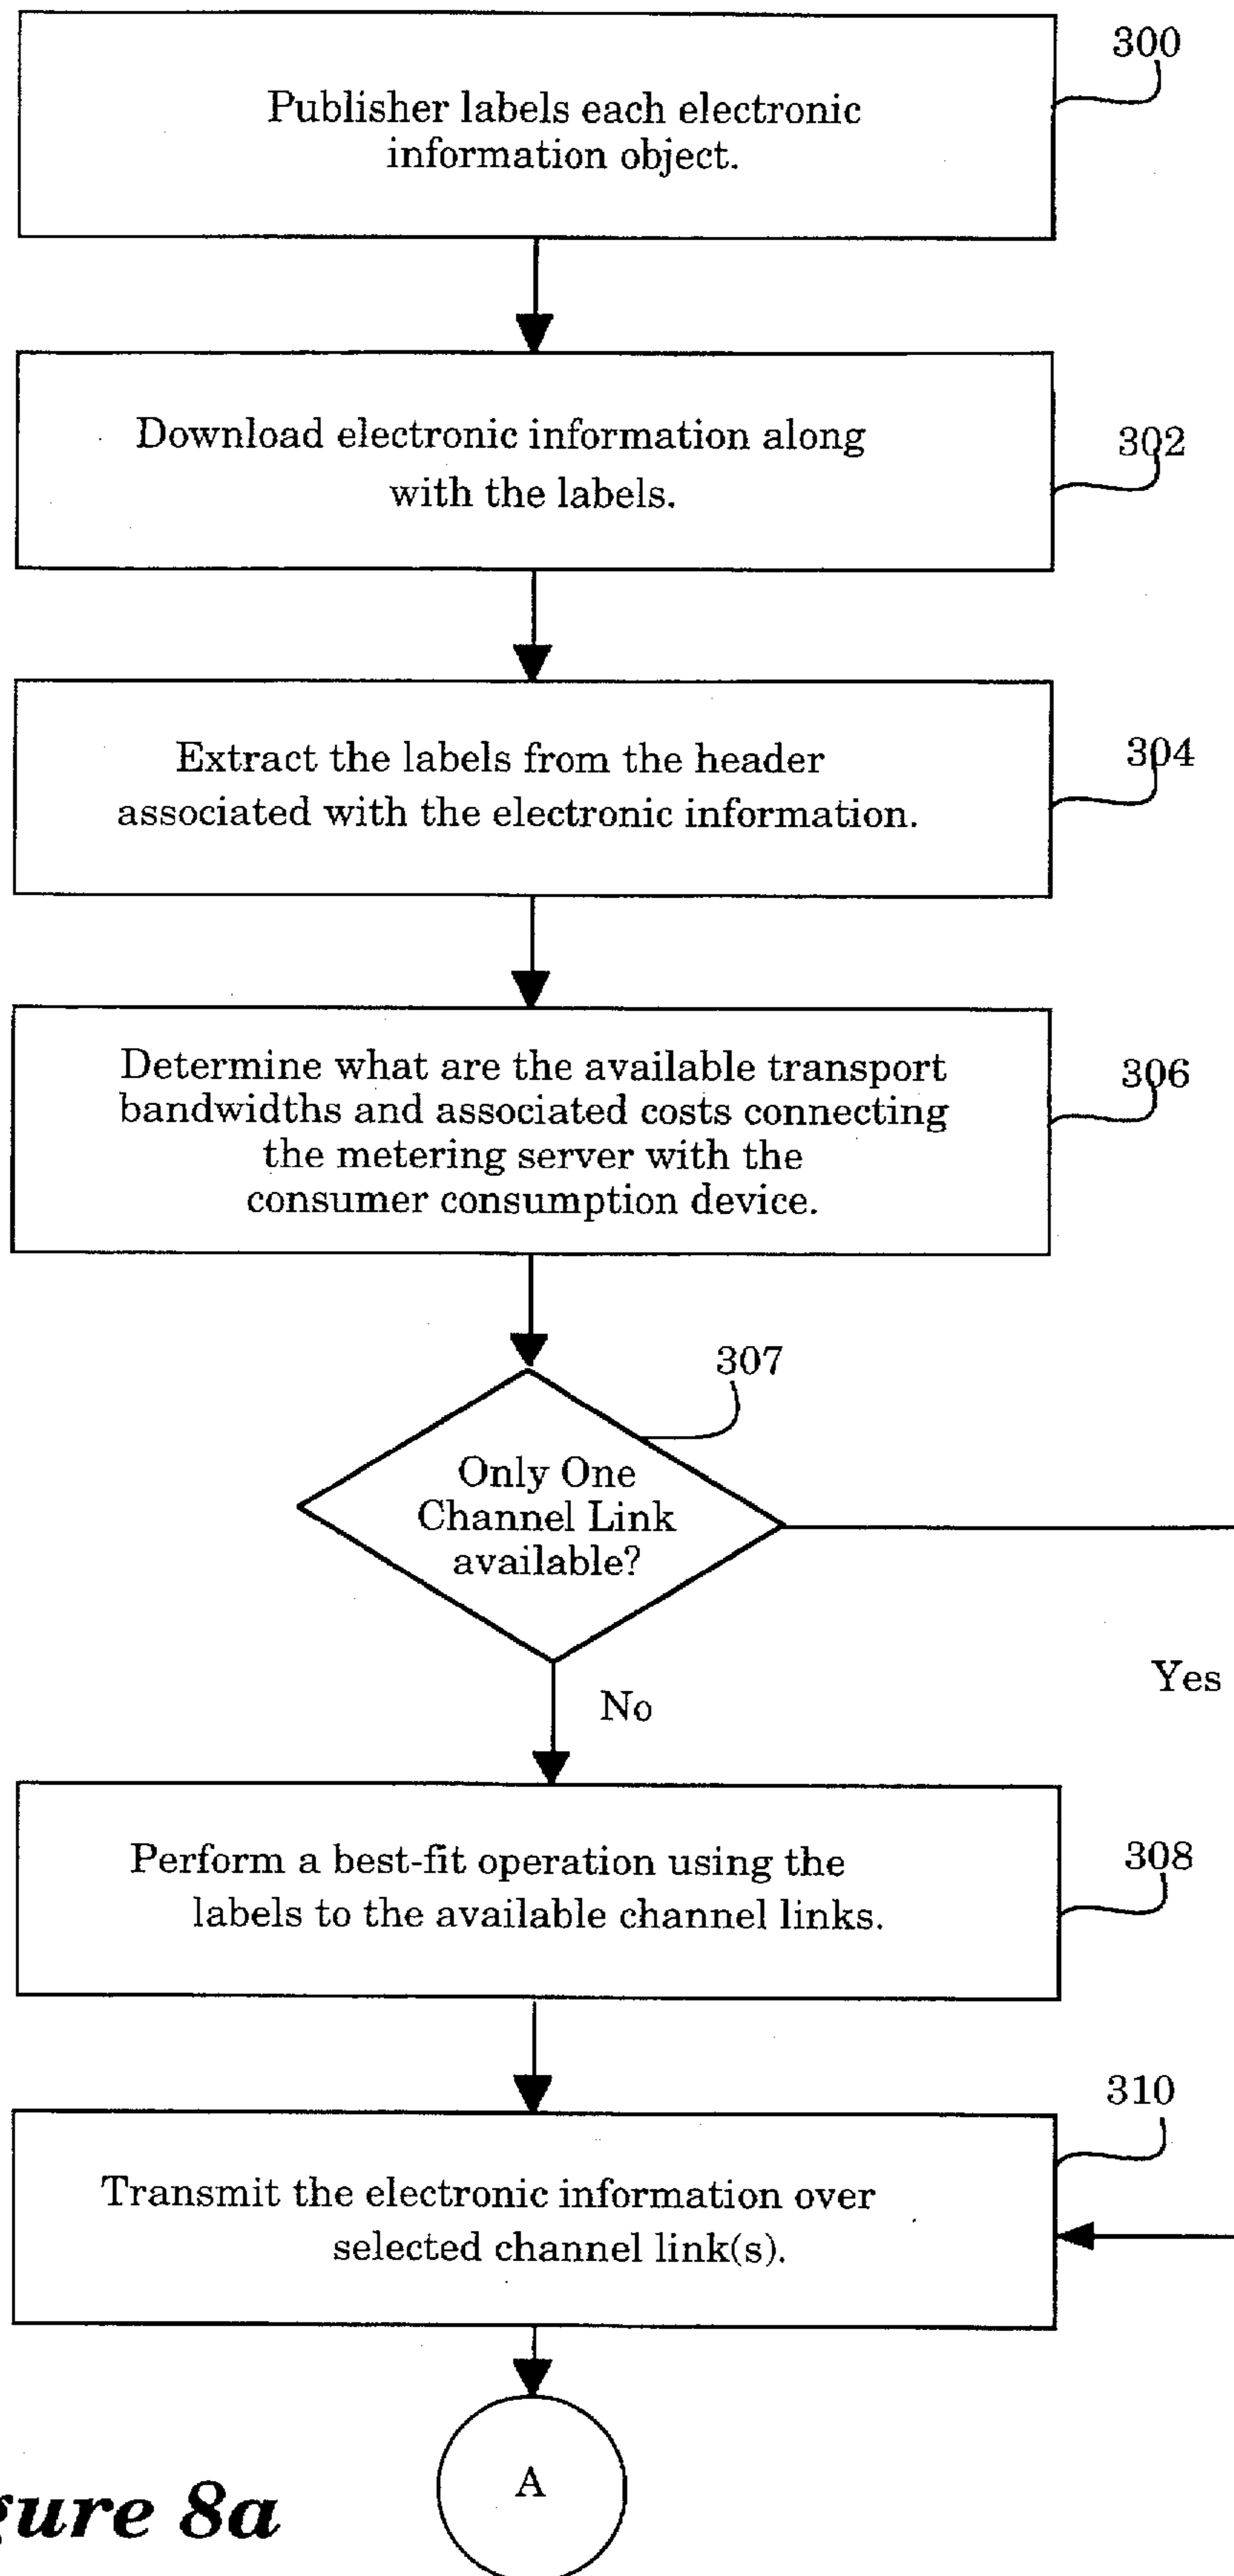 300
Publisher labels each electronic
information object.
Download electronic information along
with the labels.
302
Extract the labels from the header
associated with the electronic information.
304
Determine what are the available transport
bandwidths and associated costs connecting
the metering server with the
consumer consumption device.
306
307
Only One
Channel Link
available?
Yes
No
Perform a best-fit operation using the
labels to the available channel links.
308
310
Transmit the electronic information over
selected channel link(s).
A
gure 8a